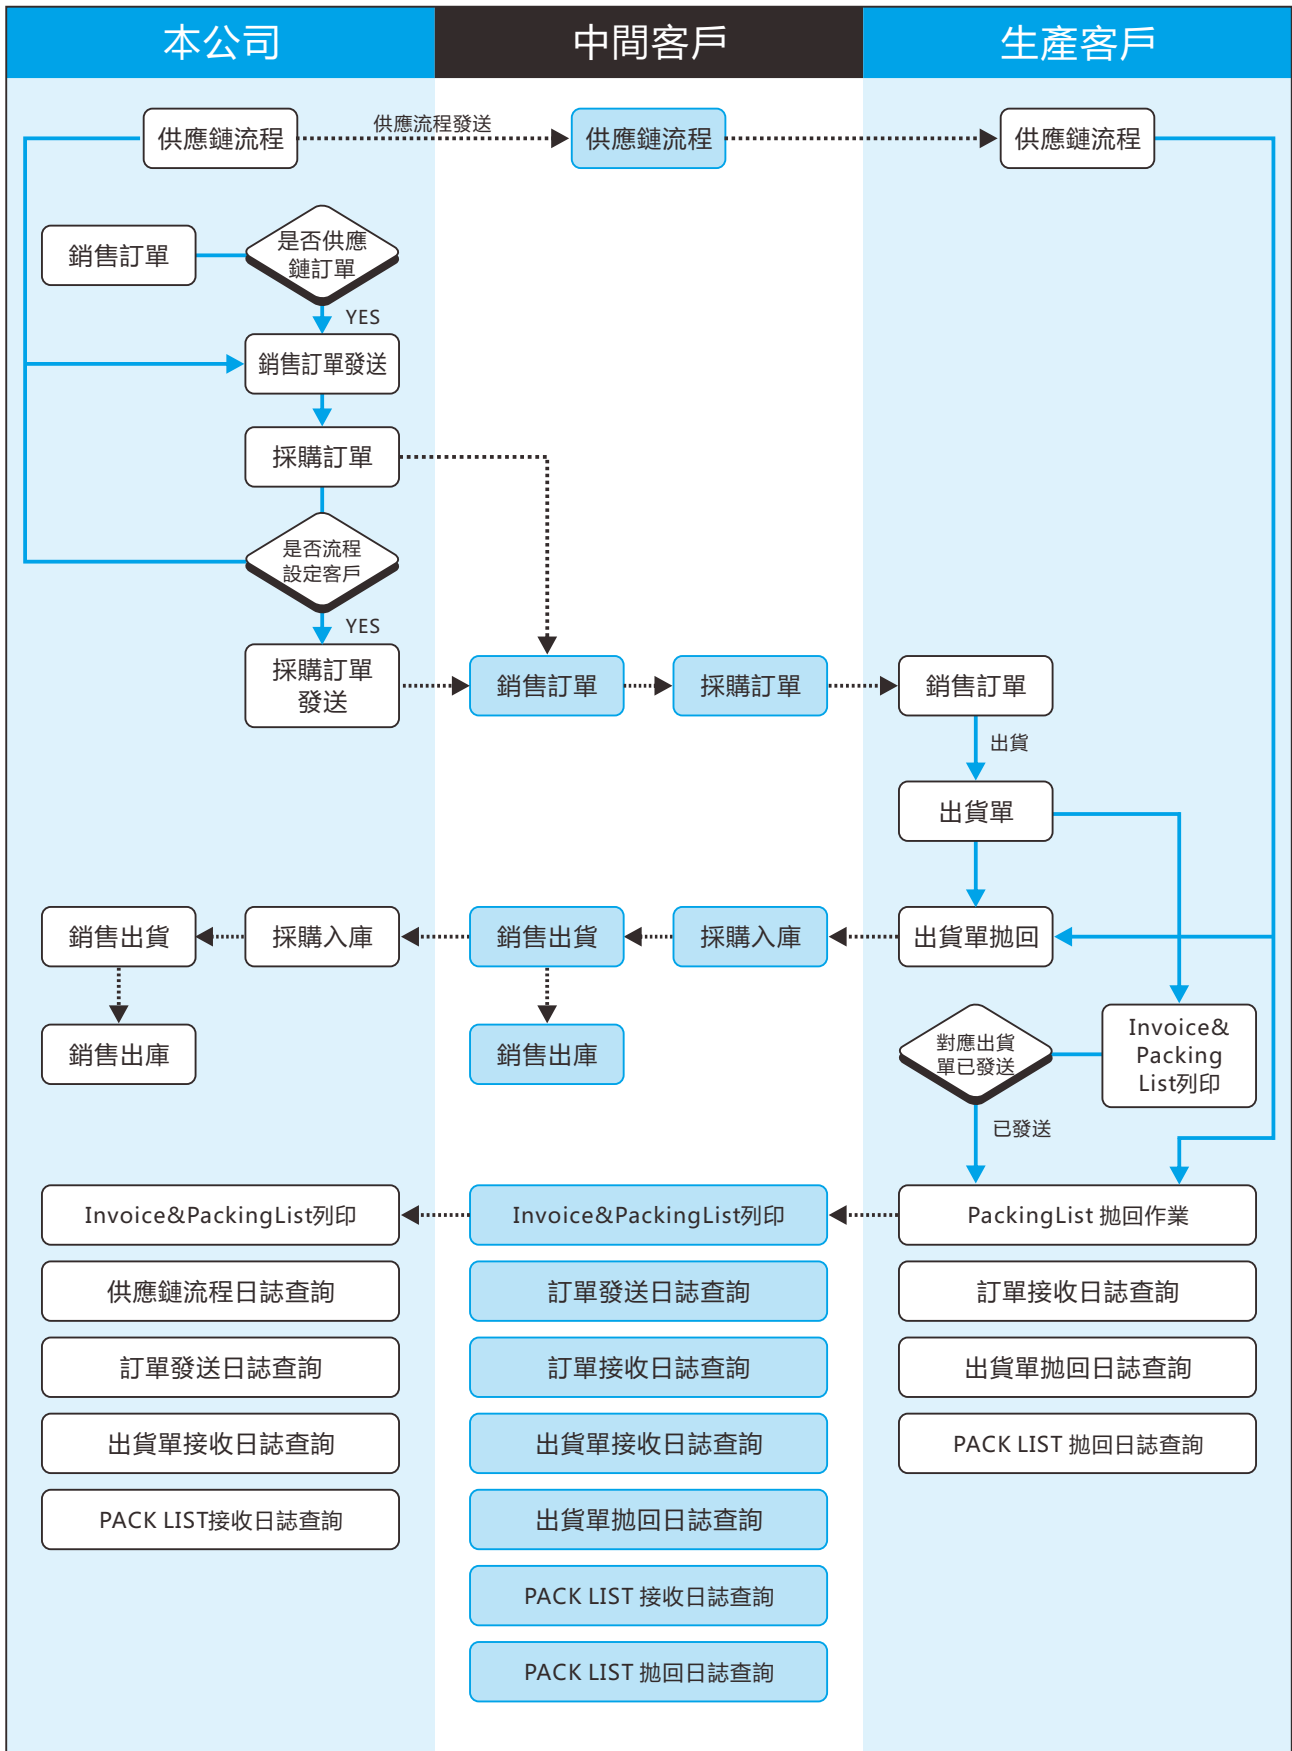 本公司
中間客戶
生產客戶
供應鏈流程
供應流程發送
供應鏈流程
供應鏈流程
銷售訂單
是否供應
鏈訂單
YES
銷售訂單發送
採購訂單
是否流程
設定客戶
YES
採購訂單
發送
銷售訂單
採購訂單
銷售訂單
出貨
出貨單
銷售出貨
採購入庫
銷售出貨
採購入庫
出貨單拋回
銷售出庫
銷售出庫
對應出貨
單已發送
Invoice&
Packing
List列印
已發送
Invoice&PackingList列印
Invoice&PackingList列印
PackingList 拋回作業
供應鏈流程日誌查詢
訂單發送日誌查詢
訂單接收日誌查詢
訂單發送日誌查詢
訂單接收日誌查詢
出貨單拋回日誌查詢
出貨單接收日誌查詢
出貨單接收日誌查詢
PACK LIST 拋回日誌查詢
PACK LIST接收日誌查詢
出貨單拋回日誌查詢
PACK LIST 接收日誌查詢
PACK LIST 拋回日誌查詢